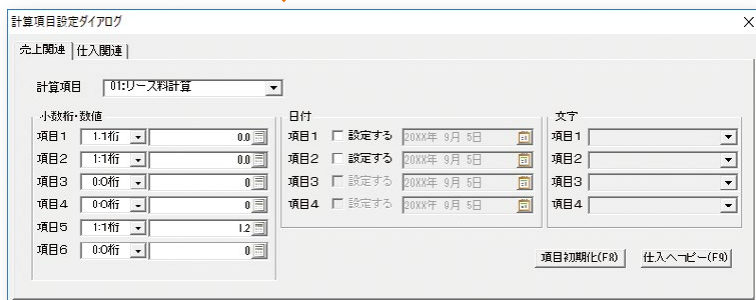 計算項目設定ダイアログ
売上関連 仕入関連
計算項目 01:リース料計算
小数桁・数値 日付 文字
項目1 1:1桁 0.0 項目1 設定する 20XX年 9月 5日 項目1
項目2 1:1桁 0.0 項目2 設定する 20XX年 9月 5日 項目2
項目3 0:0桁 0 項目3 設定する 20XX年 9月 5日 項目3
項目4 0:0桁 0 項目4 設定する 20XX年 9月 5日 項目4
項目5 1:1桁 1.2
項目6 0:0桁 0
項目初期化(F8) 仕入へコピー(F9)